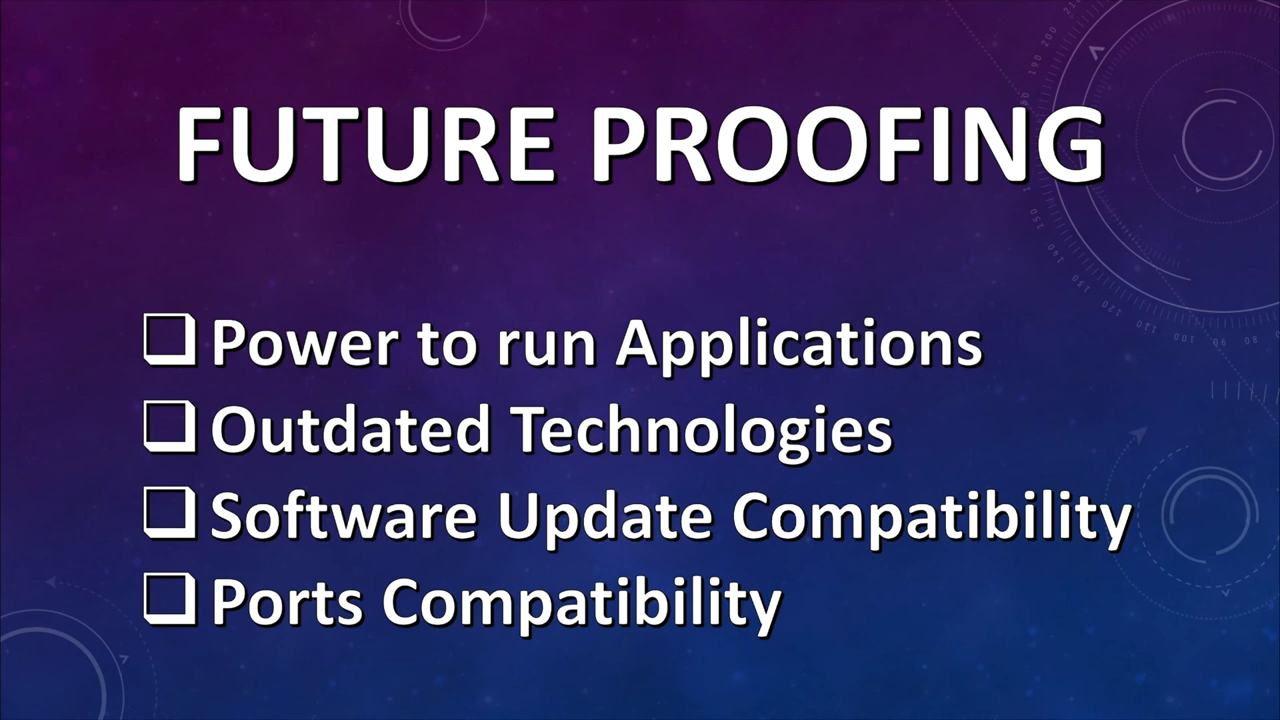 FUTURE PROOFING
❑ Power to run Applications
❑ Outdated Technologies
❑ Software Update Compatibility
❑ Ports Compatibility